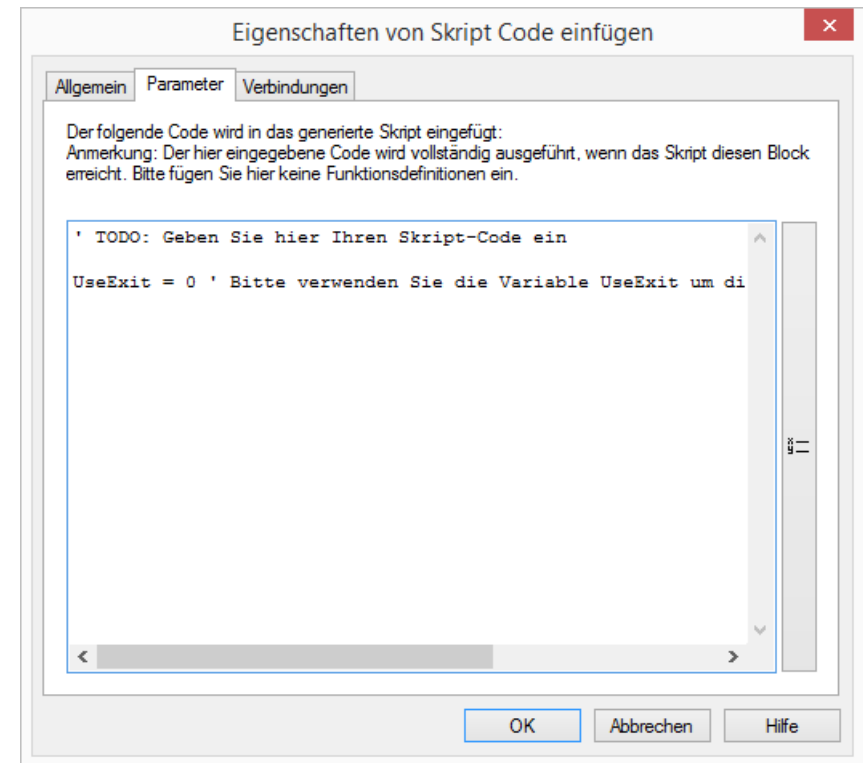 Eigenschaften von Skript Code einfügen
Allgemein Parameter Verbindungen
Der folgende Code wird in das generierte Skript eingefügt:
Anmerkung: Der hier eingegebene Code wird vollständig ausgeführt, wenn das Skript diesen Block
erreicht. Bitte fügen Sie hier keine Funktionsdefinitionen ein.
' TODO: Geben Sie hier Ihren Skript-Code ein
UseExit = 0 ' Bitte verwenden Sie die Variable UseExit um di
x
y
OK Abbrechen Hilfe